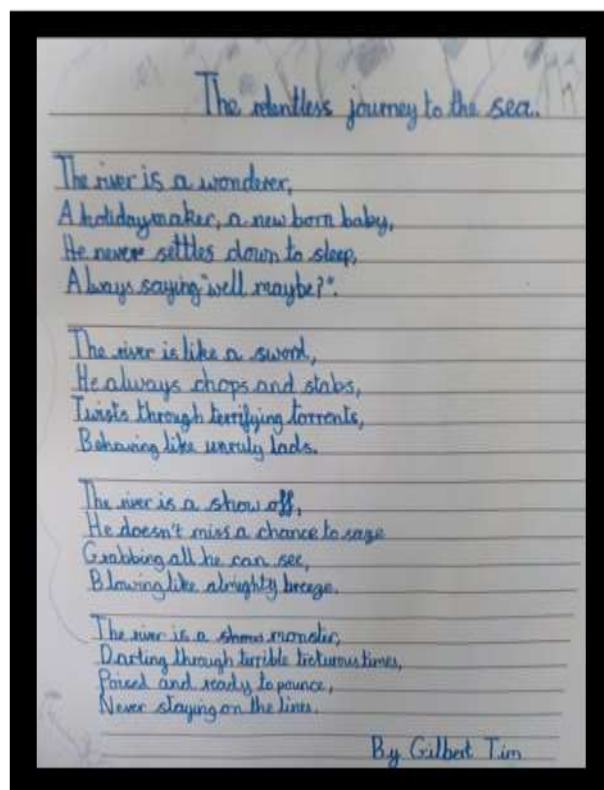 The relentless journey to the sea.
The river is a wonderer,
A holidaymaker, a new born baby,
He never settles down to sleep,
Always saying "well maybe?".
The river is like a sword,
He always chops and stabs,
Twists through terrifying torrents,
Behaving like unruly lads.
The river is a show off,
He doesn't miss a chance to
Grabbing all he can see,
Blowing like almighty breeze.
The river is a monster,
Darting through terrible times,
Poised and ready to pounce,
Never staying on the lines.
By Gilbert Tim